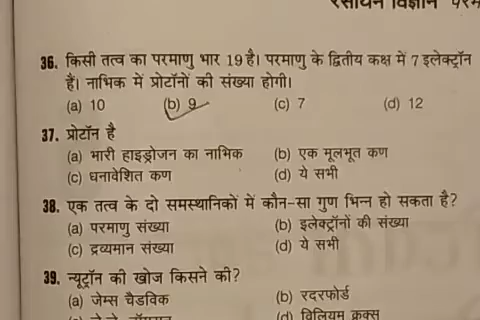 रसायन विज्ञान
36. किसी तत्व का परमाणु भार 19 है। परमाणु के द्वितीय कक्ष में 7 इलेक्ट्रॉन
हैं। नाभिक में प्रोटॉनों की संख्या होगी।
(a) 10 (b) 9 (c) 7 (d) 12
37. प्रोटॉन है
(a) भारी हाइड्रोजन का नाभिक (b) एक मूलभूत कण
(c) धनावेशित कण (d) ये सभी
38. एक तत्व के दो समस्थानिकों में कौन-सा गुण भिन्न हो सकता है?
(a) परमाणु संख्या (b) इलेक्ट्रॉनों की संख्या
(c) द्रव्यमान संख्या (d) ये सभी
39. न्यूट्रॉन की खोज किसने की?
(a) जेम्स चैडविक (b) रदरफोर्ड
(d) विलियम क्रुक्स